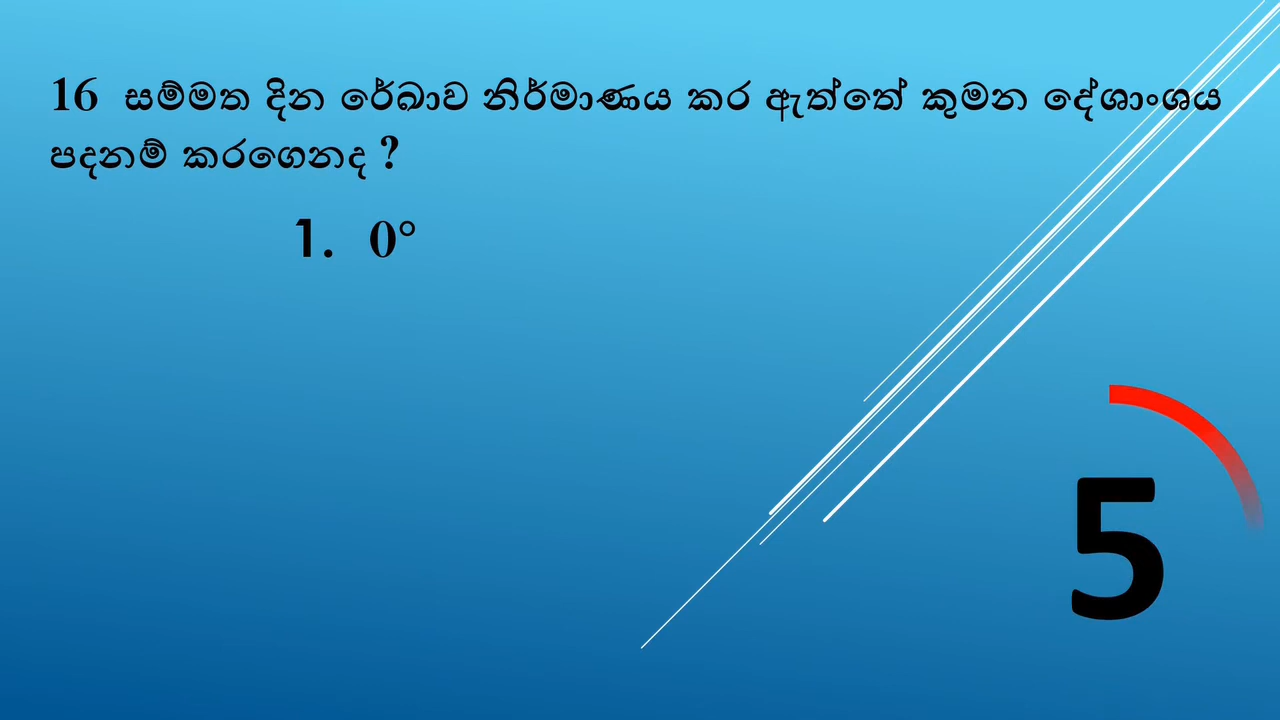 16 සම්මත දින රේඛාව නිර්මාණය කර ඇත්තේ කුමන දේශාංශය
පදනම් කරගෙනද ?
1. 0°
5